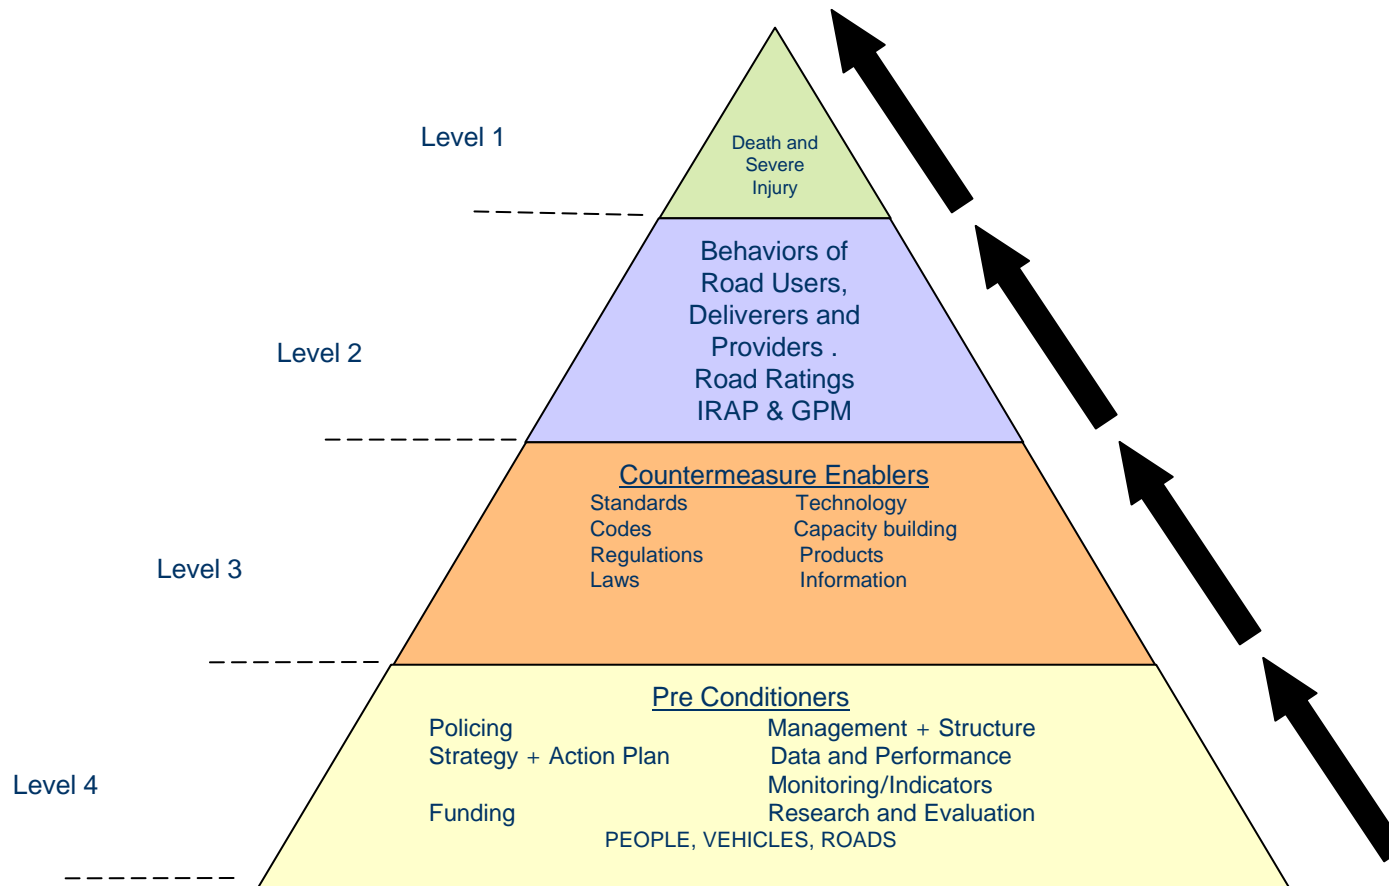 Level 1
Death and
Severe
Injury
Level 2
Behaviors of
Road Users,
Deliverers and
Providers .
Road Ratings
IRAP & GPM
Level 3
Countermeasure Enablers
Standards Technology
Codes Capacity building
Regulations Products
Laws Information
Level 4
Pre Conditioners
Policing Management + Structure
Strategy + Action Plan Data and Performance
Monitoring/Indicators
Funding Research and Evaluation
PEOPLE, VEHICLES, ROADS